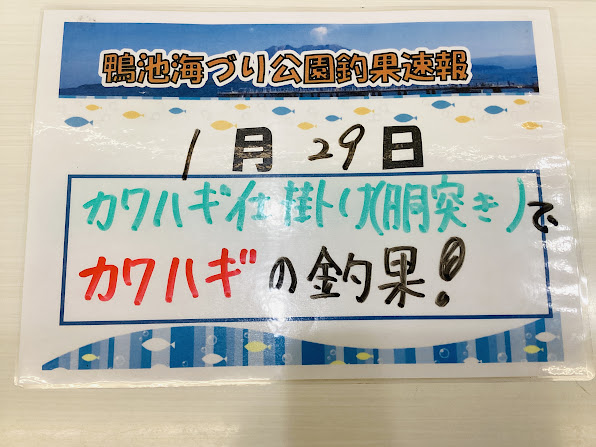 鴨池海づり公園釣果速報
1月29日
カワハギ仕掛け(胴突き)で
カワハギの釣果!